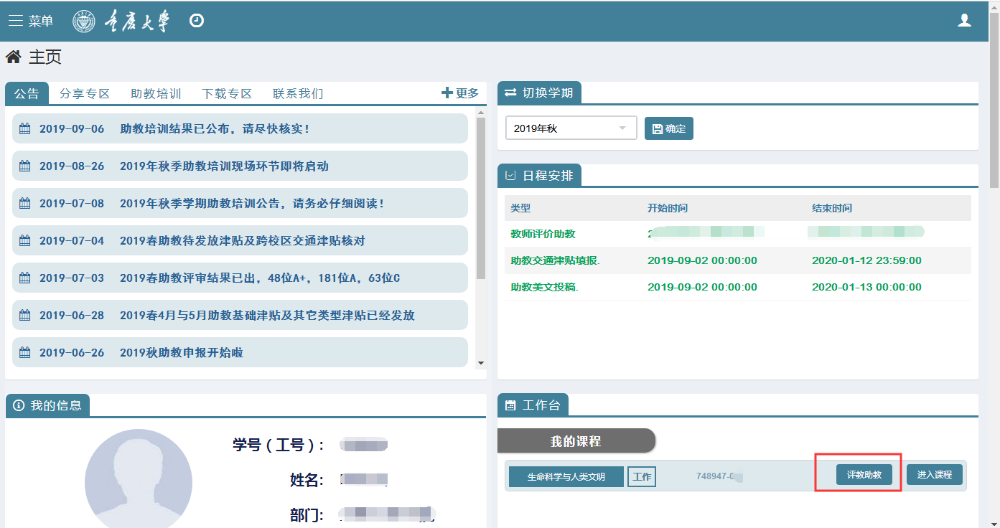 菜单 重庆大学
主页
公告 分享专区 助教培训 下载专区 联系我们 更多
2019-09-06 助教培训结果已公布，请尽快核实！
2019-08-26 2019年秋季助教培训现场环节即将启动
2019-07-08 2019年秋季学期助教培训公告，请务必仔细阅读！
2019-07-04 2019春助教待发放津贴及跨校区交通津贴核对
2019-07-03 2019春助教评审结果已出，48位A+，181位A，63位C
2019-06-28 2019春4月与5月助教基础津贴及其它类型津贴已经发放
2019-06-26 2019秋助教申报开始啦
切换学期
2019年秋 确定
日程安排
类型 开始时间 结束时间
教师评价助教
助教交通津贴填报. 2019-09-02 00:00:00 2020-01-12 23:59:00
助教美文投稿. 2019-09-02 00:00:00 2020-01-13 00:00:00
我的信息
学号（工号）：
姓名:
部门:
工作台
我的课程
生命科学与人类文明 工作 748947-0 评教助教 进入课程